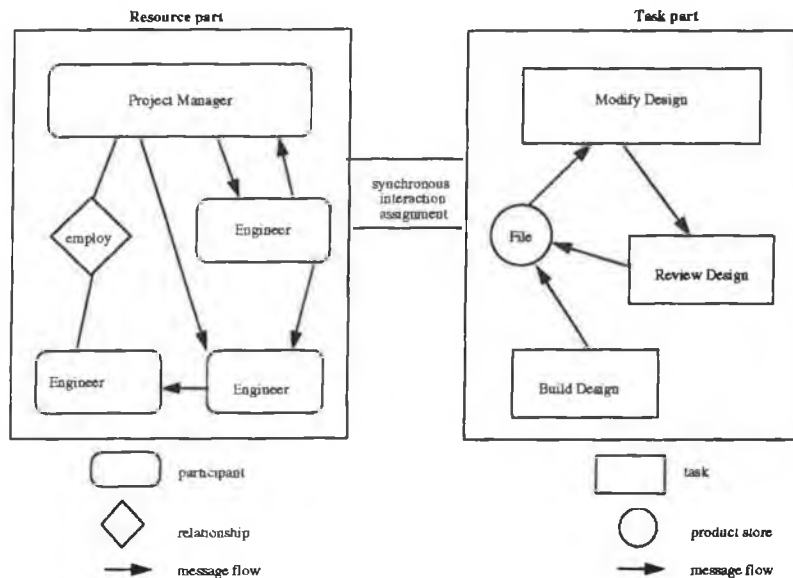 Resource part
Task part
Project Manager
Modify Design
synchronous
interaction
assignment
employ
Engineer
File
Review Design
Engineer
Engineer
Build Design
participant
task
relationship
product store
message flow
message flow